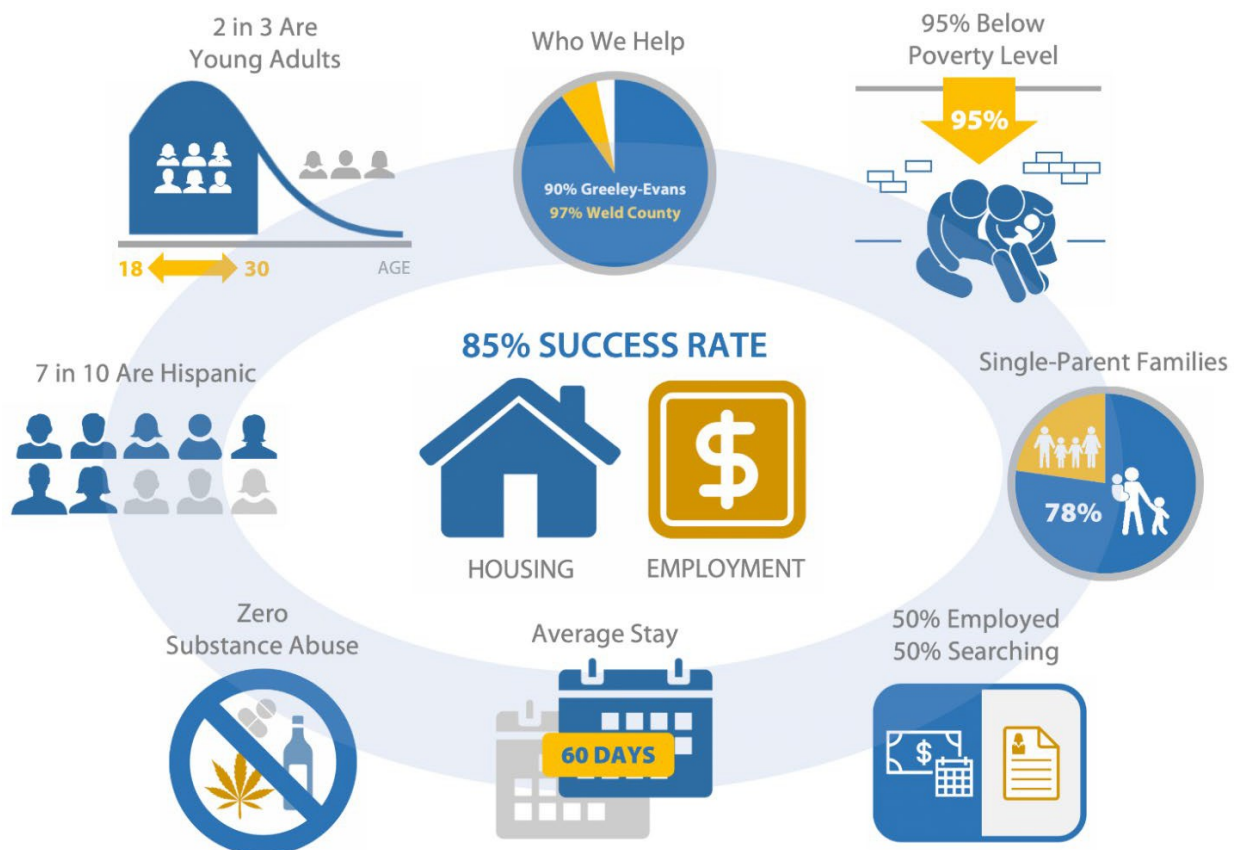 2 in 3 Are
Young Adults
18
30
AGE
Who We Help
90% Greeley-Evans
97% Weld County
95% Below
Poverty Level
95%
7 in 10 Are Hispanic
85% SUCCESS RATE
$
HOUSING
EMPLOYMENT
Single-Parent Families
78%
Zero
Substance Abuse
Average Stay
60 DAYS
50% Employed
50% Searching
$